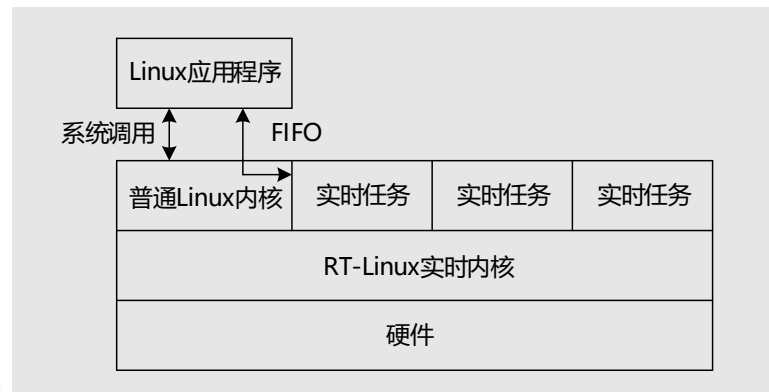 Linux应用程序
系统调用 FIFO
普通Linux内核 实时任务 实时任务 实时任务
RT-Linux实时内核
硬件